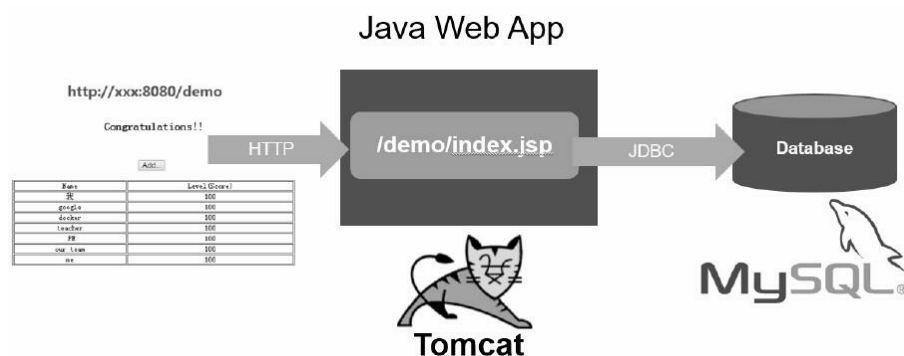 Java Web App
http://xxx:8080/demo
Congratulations!!
Add...
Name Level(Score)
我 100
google 100
docker 100
teacher 100
100
our team 100
me 100
HTTP
/demo/index.jsp
JDBC
Database
Tomcat
MySQL®